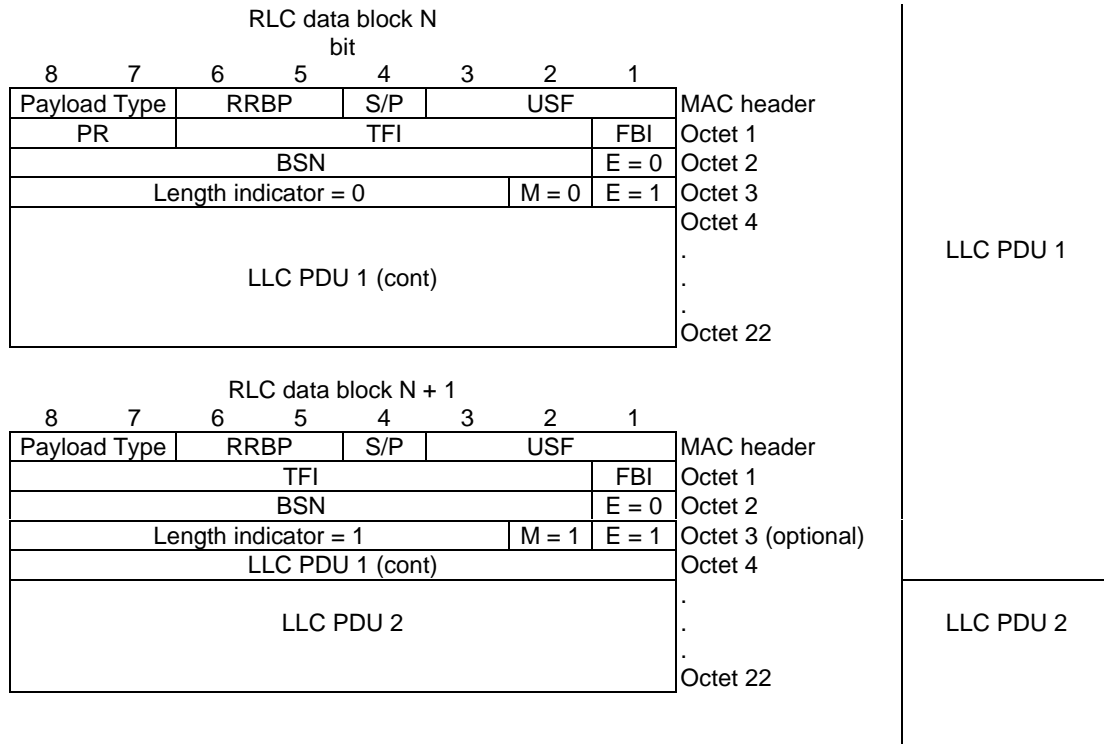 RLC data block N
bit
8 7 6 5 4 3 2 1
Payload Type RRBP S/P USF MAC header
PR TFI FBI Octet 1
BSN E = 0 Octet 2
Length indicator = 0 M = 0 E = 1 Octet 3
Octet 4
LLC PDU 1
.
LLC PDU 1 (cont) .
.
Octet 22
RLC data block N + 1
8 7 6 5 4 3 2 1
Payload Type RRBP S/P USF MAC header
TFI FBI Octet 1
BSN E = 0 Octet 2
Length indicator = 1 M = 1 E = 1 Octet 3 (optional)
LLC PDU 1 (cont) Octet 4
.
LLC PDU 2 . LLC PDU 2
.
Octet 22